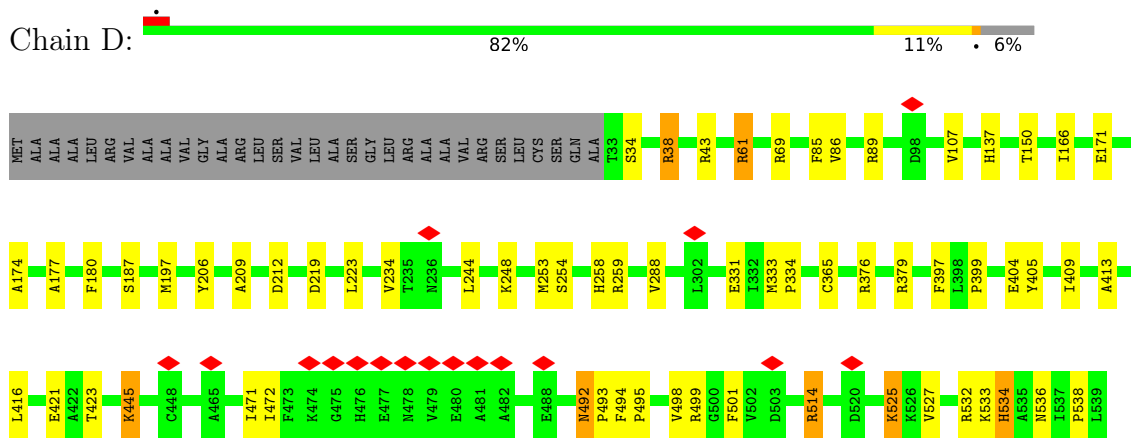 Chain D:
82% 11% • 6%
MET ALA ALA ALA LEU ARG VAL ALA ALA VAL GLY ALA ARG LEU SER VAL LEU ALA SER GLY LEU ARG ALA ALA VAL ARG SER LEU CYS SER GLN ALA T33 S34 R38 R43 R61 R69 F85 V86 R89 D98 V107 H137 T150 I166 E171
A174 A177 F180 S187 M197 Y206 A209 D212 D219 L223 V234 T235 N236 L244 K248 M253 S254 H258 R259 V288 L302 E331 I332 M333 P334 C365 R376 R379 F397 L398 P399 E404 Y405 I409 A413
L416 E421 A422 T423 K445 C448 A465 I471 I472 F473 K474 G475 H476 E477 N478 V479 E480 A481 A482 E488 N492 P493 F494 P495 V498 R499 G500 F501 V502 D503 R514 D520 K525 K526 V527 R532 K533 H534 A535 N536 I537 P538 L539